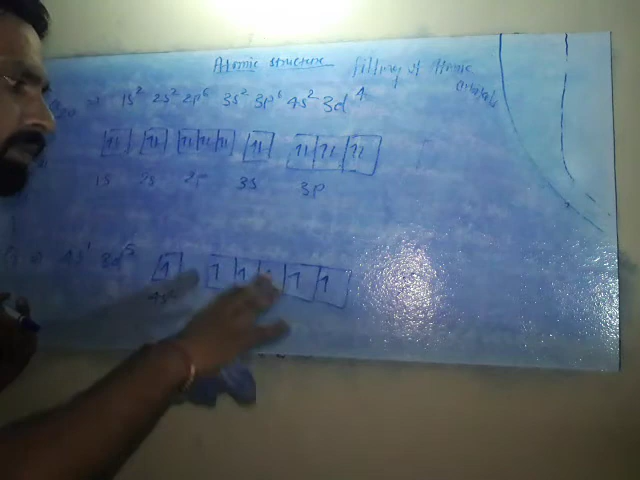 Atomic structure filling of Atomic
orbitals
⇒ 1s² 2s² 2p⁶ 3s² 3p⁶ 4s² 3d⁴
1s 2s 2p 3s 3p
4s¹ 3d⁵